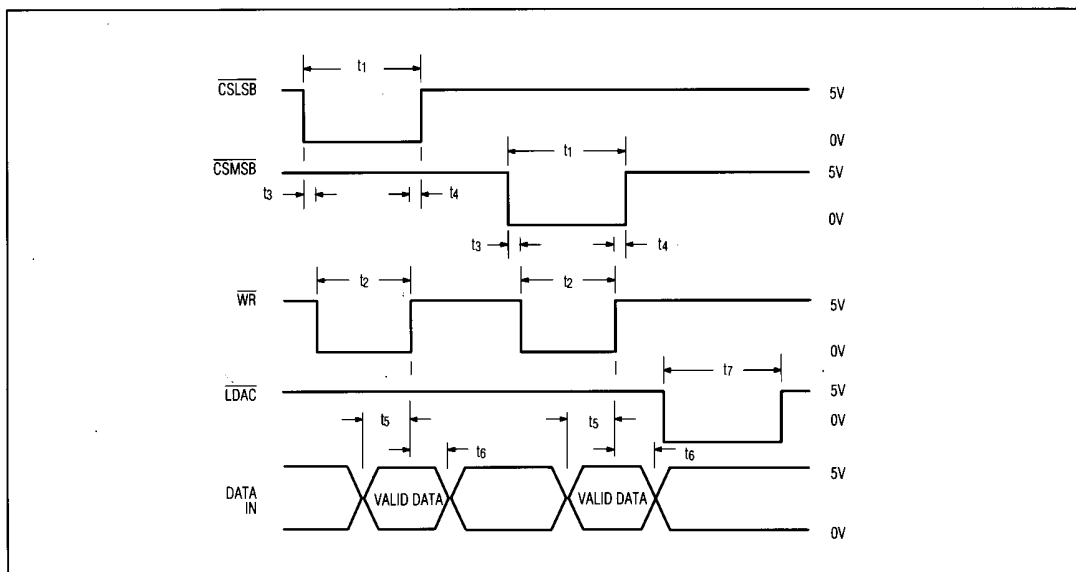 t1
CSLSB
5V
0V
t1
CSMSB
5V
t3
t4
0V
t3
t4
t2
t2
WR
5V
0V
t7
LDAC
5V
t5
t5
0V
t6
t6
5V
DATA
IN
VALID DATA
VALID DATA
0V